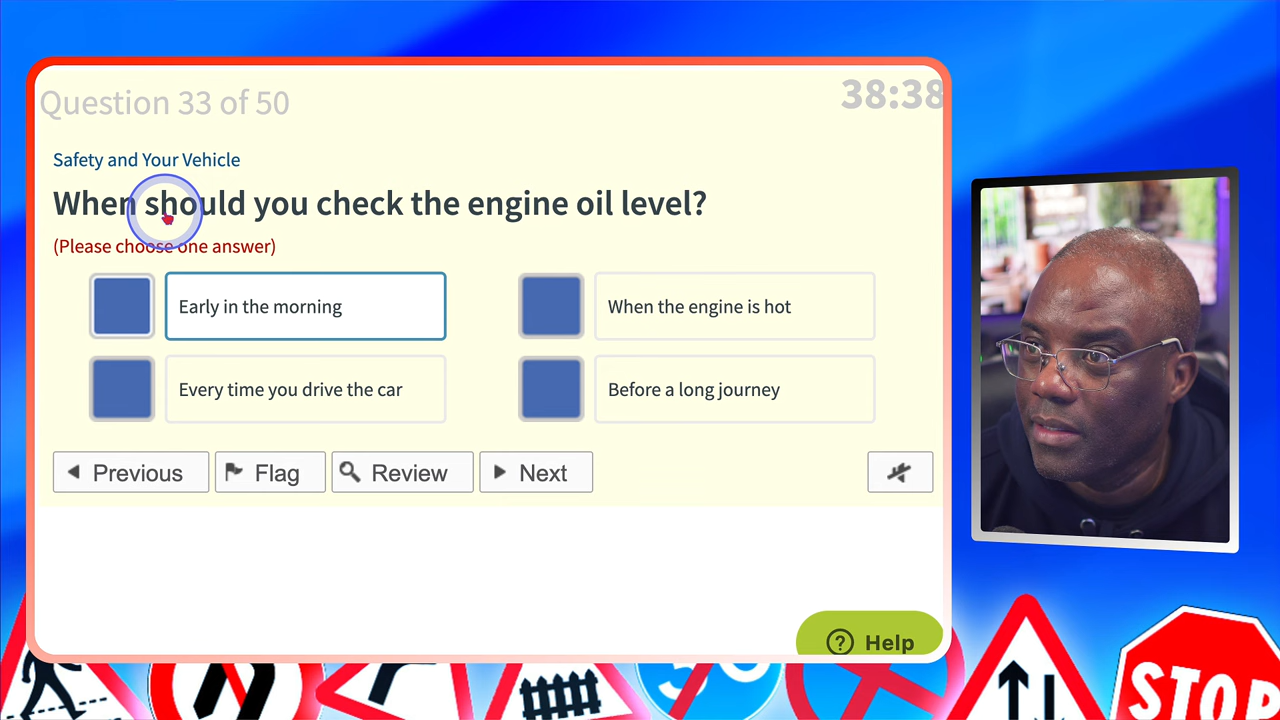 Question 33 of 50
38:38
Safety and Your Vehicle
When should you check the engine oil level?
(Please choose one answer)
Early in the morning
When the engine is hot
Every time you drive the car
Before a long journey
Previous
Flag
Review
Next
? Help
30
STOP